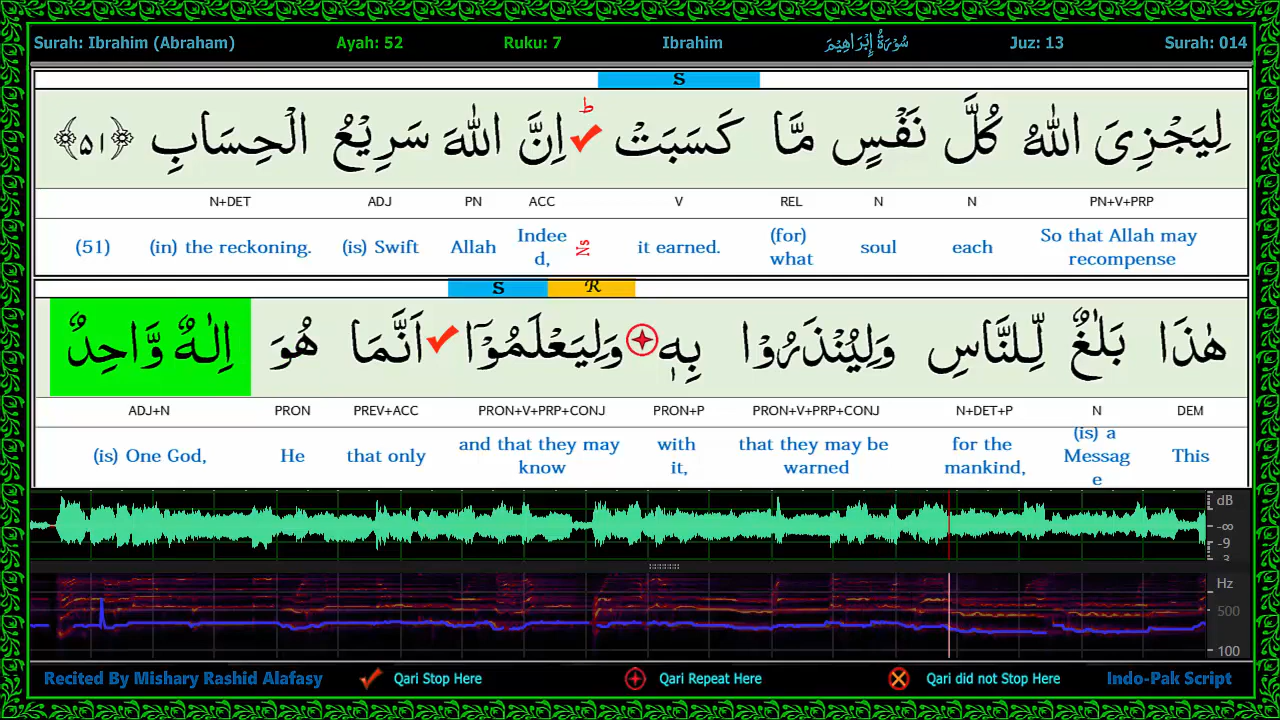 Surah: Ibrahim (Abraham) Ayah: 52 Ruku: 7 Ibrahim سُوْرَةُ إِبْرَاهِيْمَ Juz: 13 Surah: 014
S
لِيَجْزِىَ اللّٰهُ كُلَّ نَفْسٍ مَّا كَسَبَتْ ؕ اِنَّ اللّٰهَ سَرِيْعُ الْحِسَابِ ﴿۵۱﴾
N+DET ADJ PN ACC V REL N N PN+V+PRP
(51) (in) the reckoning. (is) Swift Allah Indeed, Ns it earned. (for) what soul each So that Allah may recompense
S R
هٰذَا بَلٰغٌ لِّلنَّاسِ وَلِيُنْذَرُوْا بِهٖ وَلِيَعْلَمُوْۤا اَنَّمَا هُوَ اِلٰـهٌ وَّاحِدٌ
ADJ+N PRON PREV+ACC PRON+V+PRP+CONJ PRON+P PRON+V+PRP+CONJ N+DET+P N DEM
(is) One God, He that only and that they may know with it, that they may be warned for the mankind, (is) a Message This
dB
-∞
-9
Hz
500
100
Recited By Mishary Rashid Alafasy Qari Stop Here Qari Repeat Here Qari did not Stop Here Indo-Pak Script